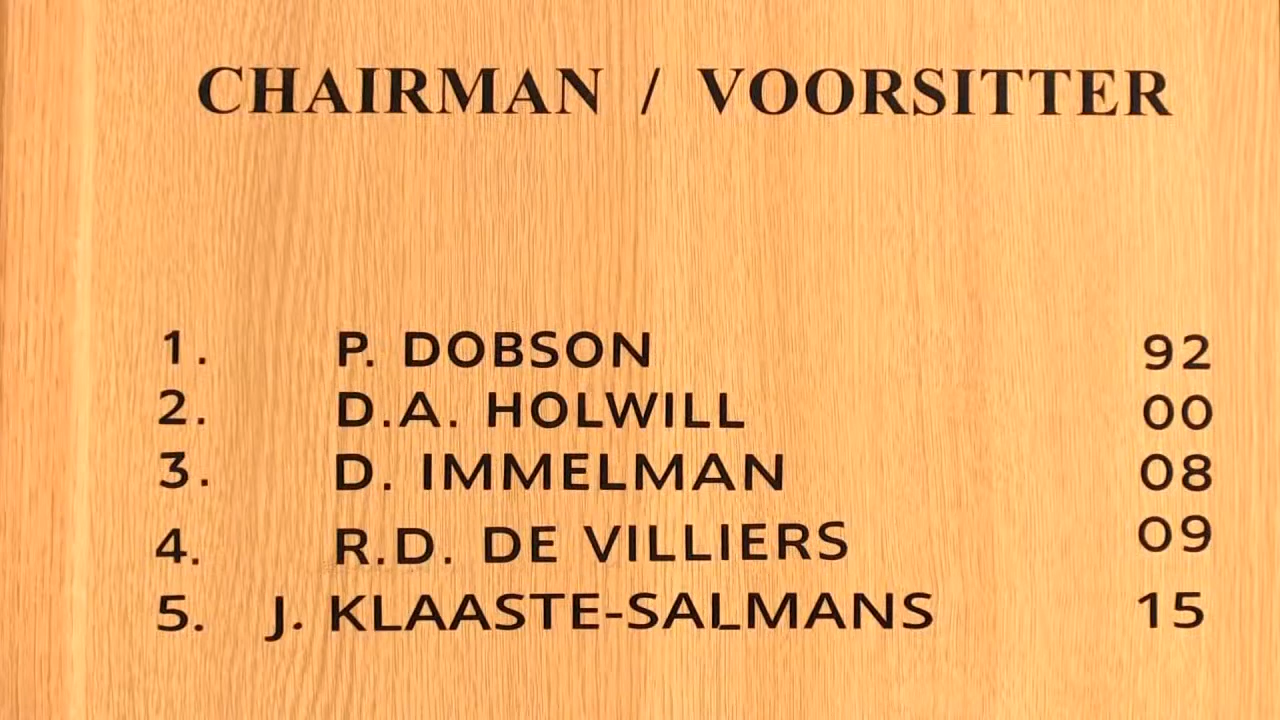 CHAIRMAN / VOORSITTER
1. P. DOBSON 92
2. D.A. HOLWILL 00
3. D. IMMELMAN 08
4. R.D. DE VILLIERS 09
5. J. KLAASTE-SALMANS 15